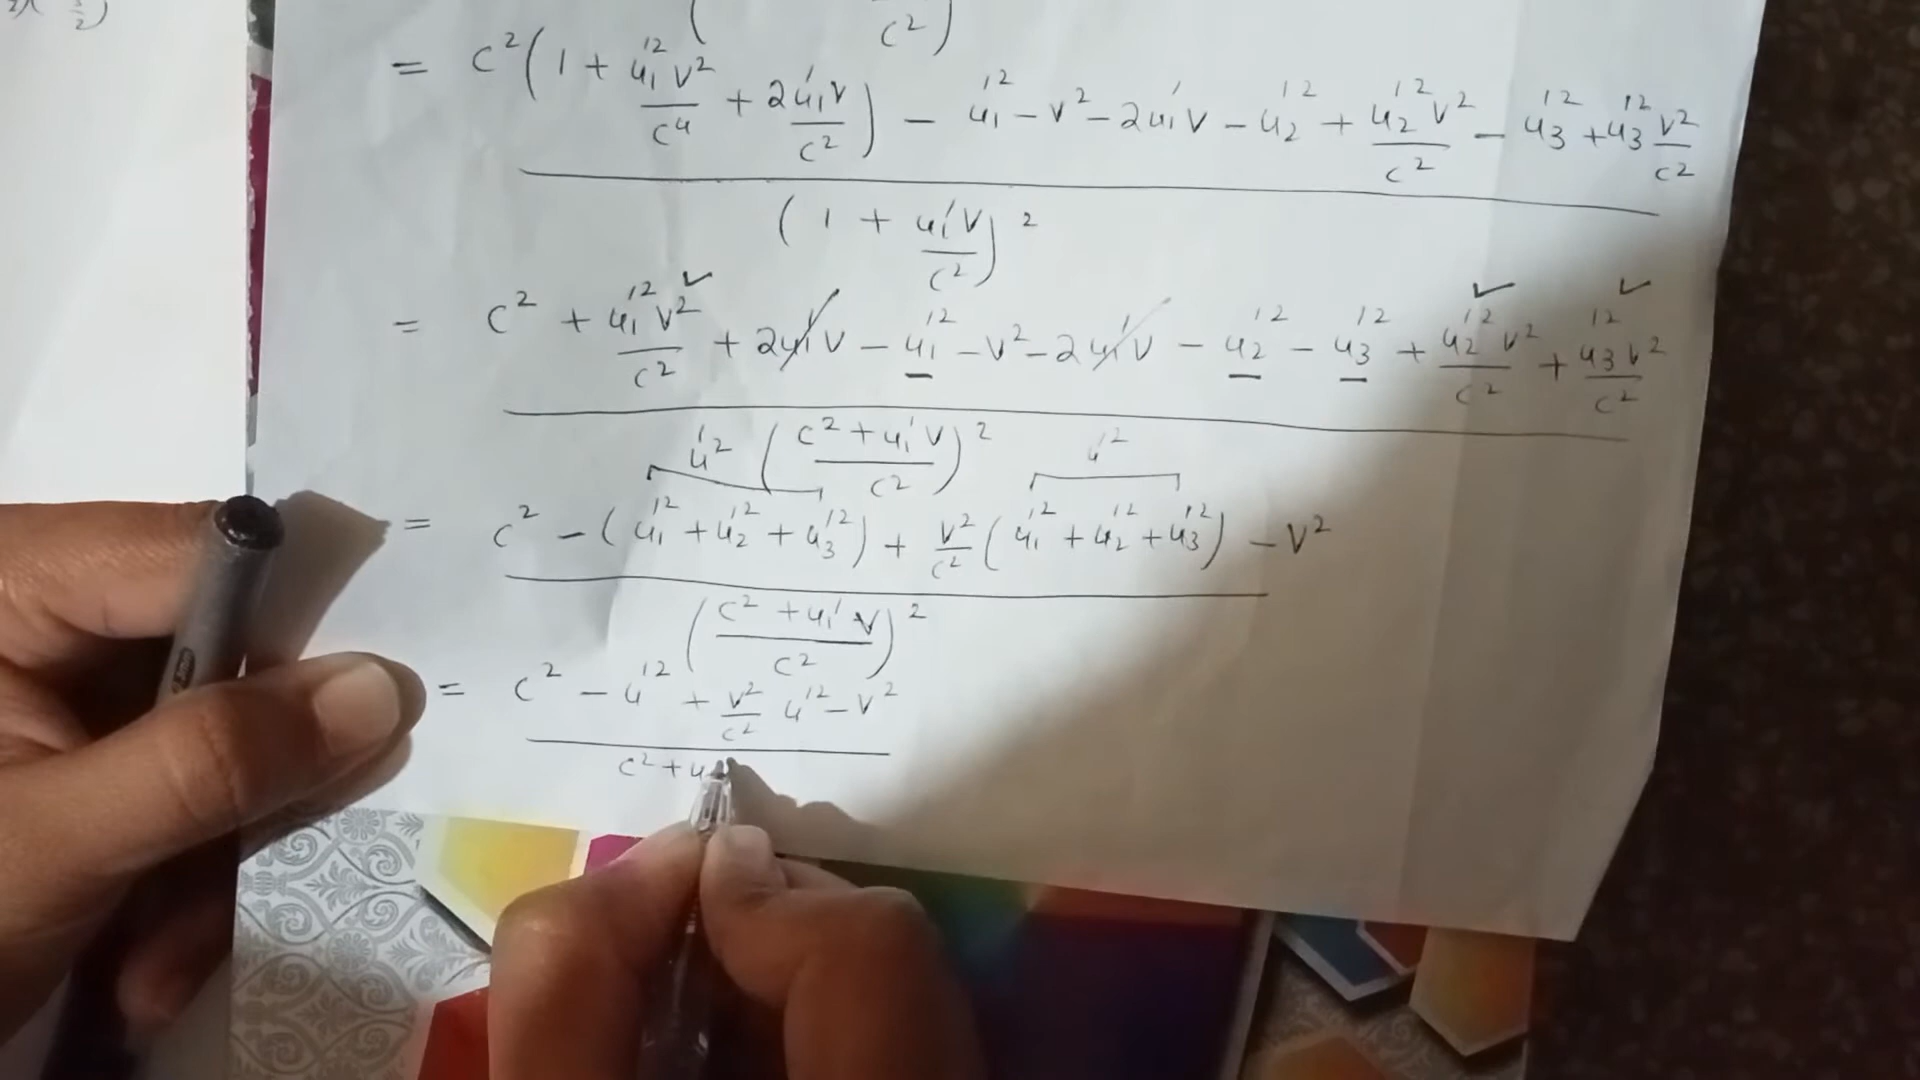 = c²(1 + u₁'²v²/c⁴ + 2u₁'v/c²) - u₁'² - v² - 2u₁'v - u₂'² + u₂'²v²/c² - u₃'² + u₃'² v²/c²
(1 + u₁'v/c²)²
= c² + u₁'²v²/c² + 2u₁'v - u₁'² - v² - 2u₁'v - u₂'² - u₃'² + u₂'²v²/c² + u₃'²v²/c²
(c² + u₁'v/c²)²
u'² u'²
= c² - (u₁'² + u₂'² + u₃'²) + v²/c² (u₁'² + u₂'² + u₃'²) - v²
(c² + u₁'v/c²)²
= c² - u'² + v²/c² u'² - v²
c² + u